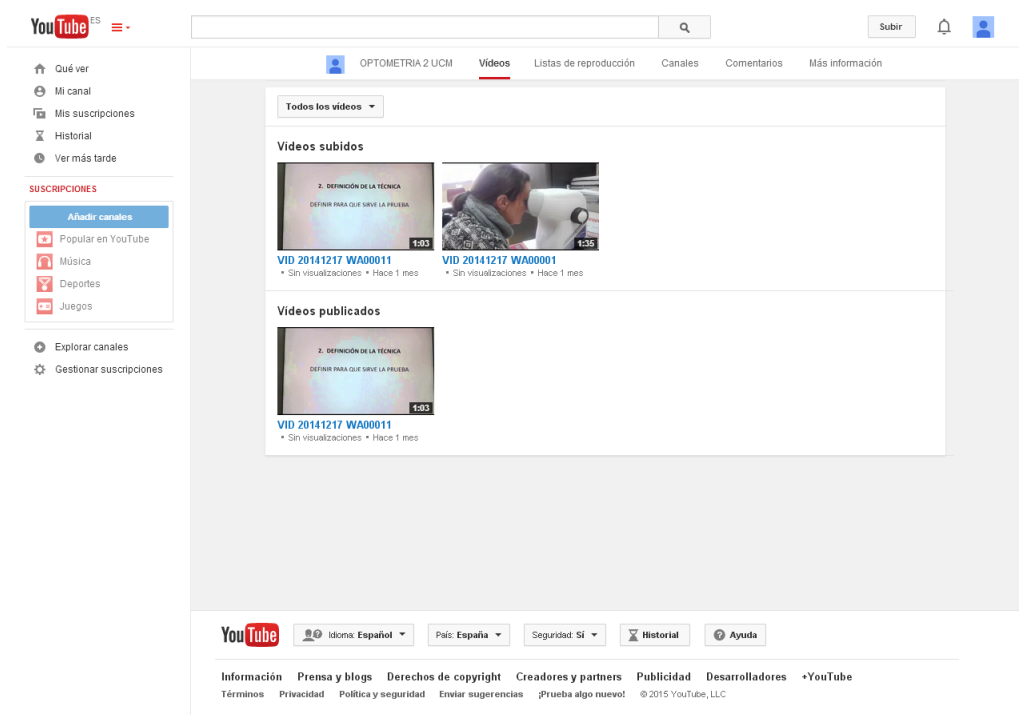 YouTube ES
Subir
Qué ver
Mi canal
Mis suscripciones
Historial
Ver más tarde
SUSCRIPCIONES
Añadir canales
Popular en YouTube
Música
Deportes
Juegos
Explorar canales
Gestionar suscripciones
OPTOMETRIA 2 UCM Vídeos Listas de reproducción Canales Comentarios Más información
Todos los vídeos
Vídeos subidos
2. DEFINICIÓN DE LA TÉCNICA
DEFINIR PARA QUE SIRVE LA PRUEBA
1:03
1:35
VID 20141217 WA00011
• Sin visualizaciones • Hace 1 mes
VID 20141217 WA00001
• Sin visualizaciones • Hace 1 mes
Vídeos publicados
2. DEFINICIÓN DE LA TÉCNICA
DEFINIR PARA QUE SIRVE LA PRUEBA
1:03
VID 20141217 WA00011
• Sin visualizaciones • Hace 1 mes
YouTube Idioma: Español País: España Seguridad: Sí Historial Ayuda
Información Prensa y blogs Derechos de copyright Creadores y partners Publicidad Desarrolladores +YouTube
Términos Privacidad Política y seguridad Enviar sugerencias ¡Prueba algo nuevo! © 2015 YouTube, LLC